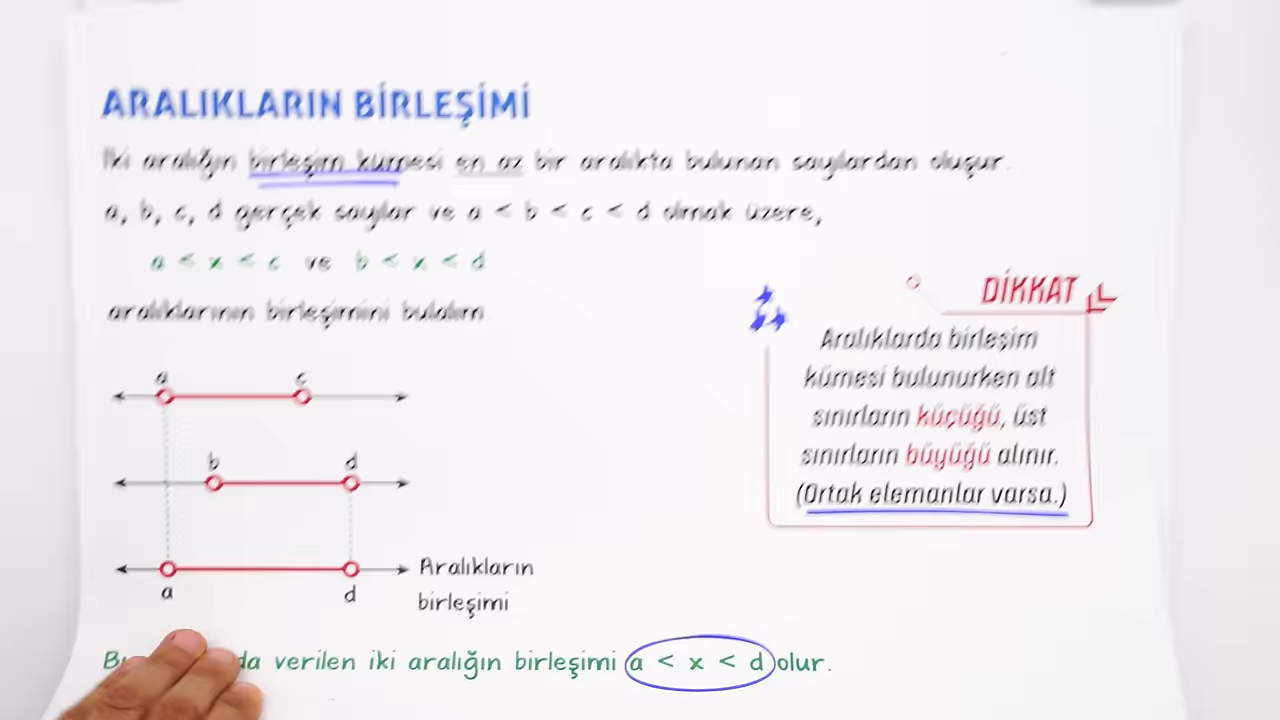 ARALIKLARIN BİRLEŞİMİ
İki aralığın birleşim kümesi en az bir aralıkta bulunan sayılardan oluşur.
a, b, c, d gerçek sayılar ve a < b < c < d olmak üzere,
a < x < c ve b < x < d
aralıklarının birleşimini bulalım.
a c
b d
a d
Aralıkların
birleşimi
da verilen iki aralığın birleşimi a < x < d olur.
DİKKAT
Aralıklarda birleşim
kümesi bulunurken alt
sınırların küçüğü, üst
sınırların büyüğü alınır.
(Ortak elemanlar varsa.)